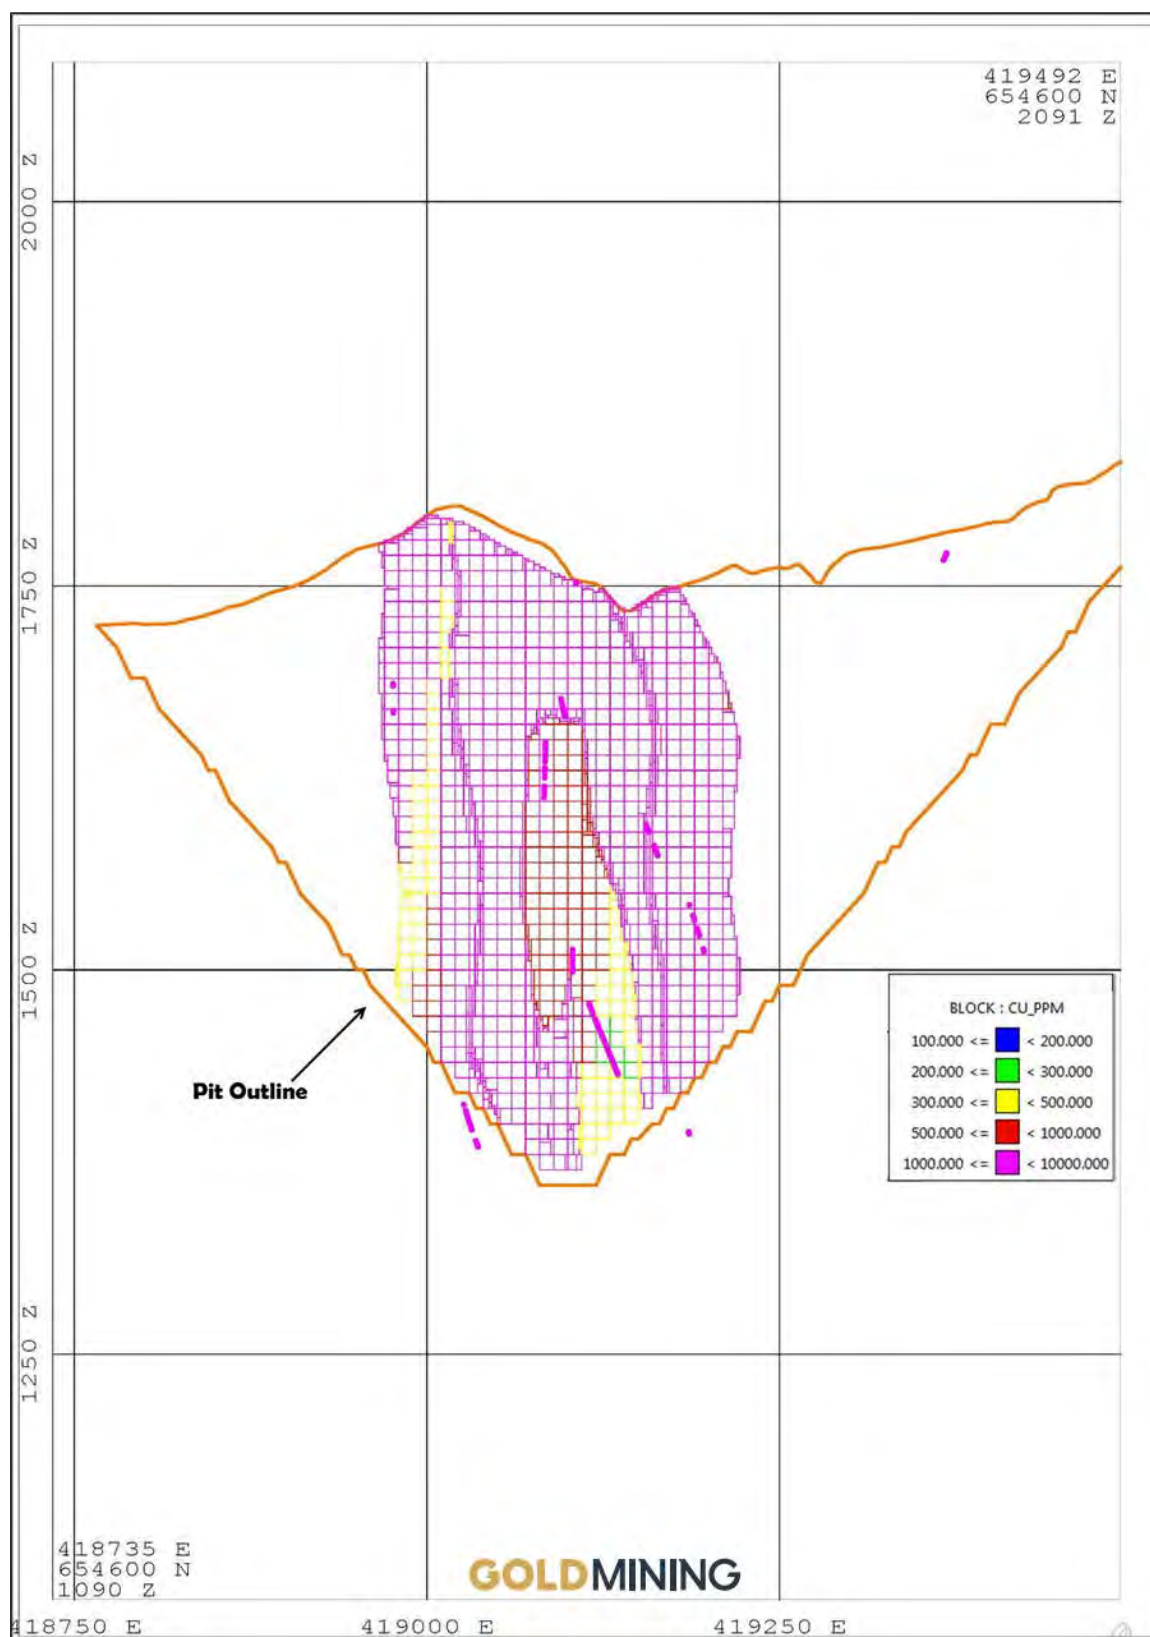 419492 E
654600 N
2091 Z
2000 Z
1750 Z
1500 Z
1250 Z
Pit Outline
BLOCK : CU_PPM
100.000 <= < 200.000
200.000 <= < 300.000
300.000 <= < 500.000
500.000 <= < 1000.000
1000.000 <= < 10000.000
418735 E
654600 N
1090 Z
GOLDMINING
418750 E 419000 E 419250 E